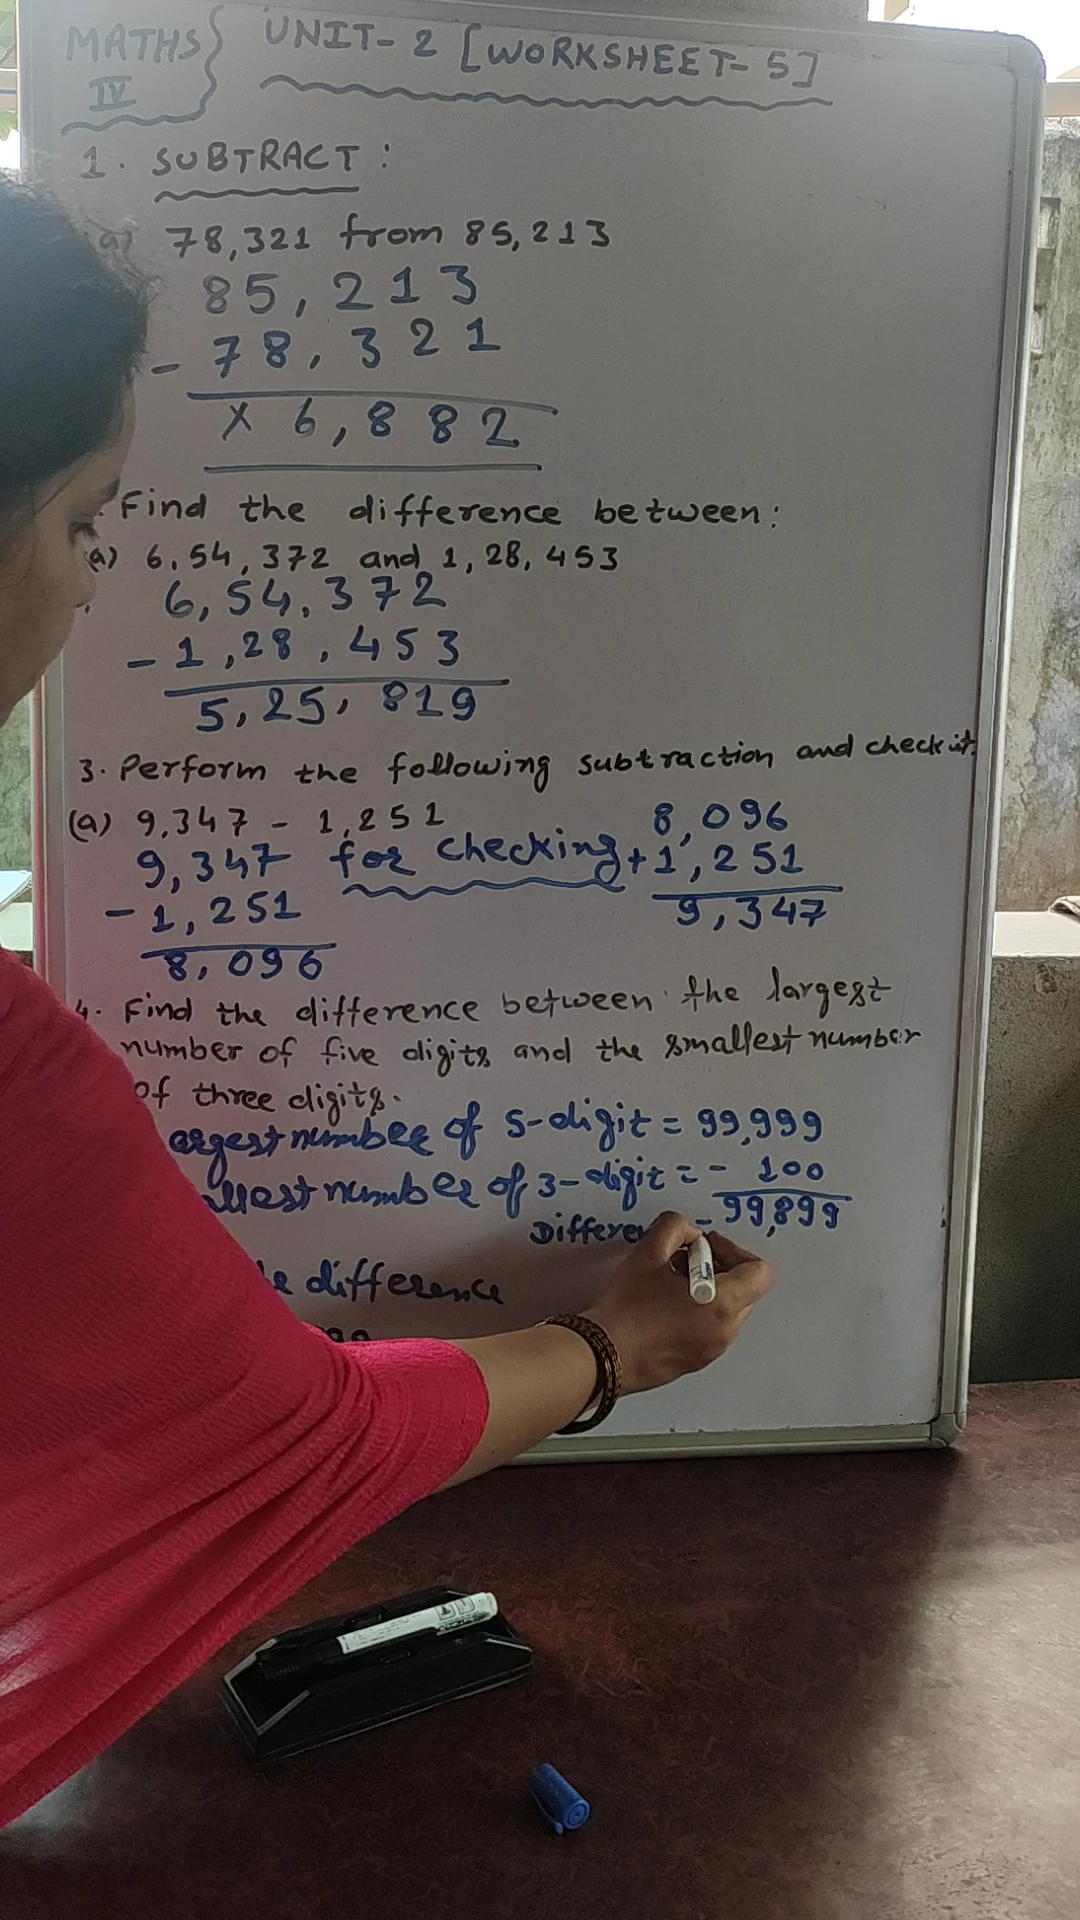 MATHS IV
UNIT-2 [WORKSHEET-5]
1. SUBTRACT:
a) 78,321 from 85,213
85,213
- 78,321
x 6,882
Find the difference between:
(a) 6,54,372 and 1,28,453
6,54,372
- 1,28,453
5,25,819
3. Perform the following subtraction and check it.
(a) 9,347 - 1,251
9,347
- 1,251
8,096
for checking
8,096
+ 1,251
9,347
4. Find the difference between the largest
number of five digits and the smallest number
of three digits.
argest number of 5-digit = 99,999
llest number of 3-digit = - 100
Differen = 99,899
difference